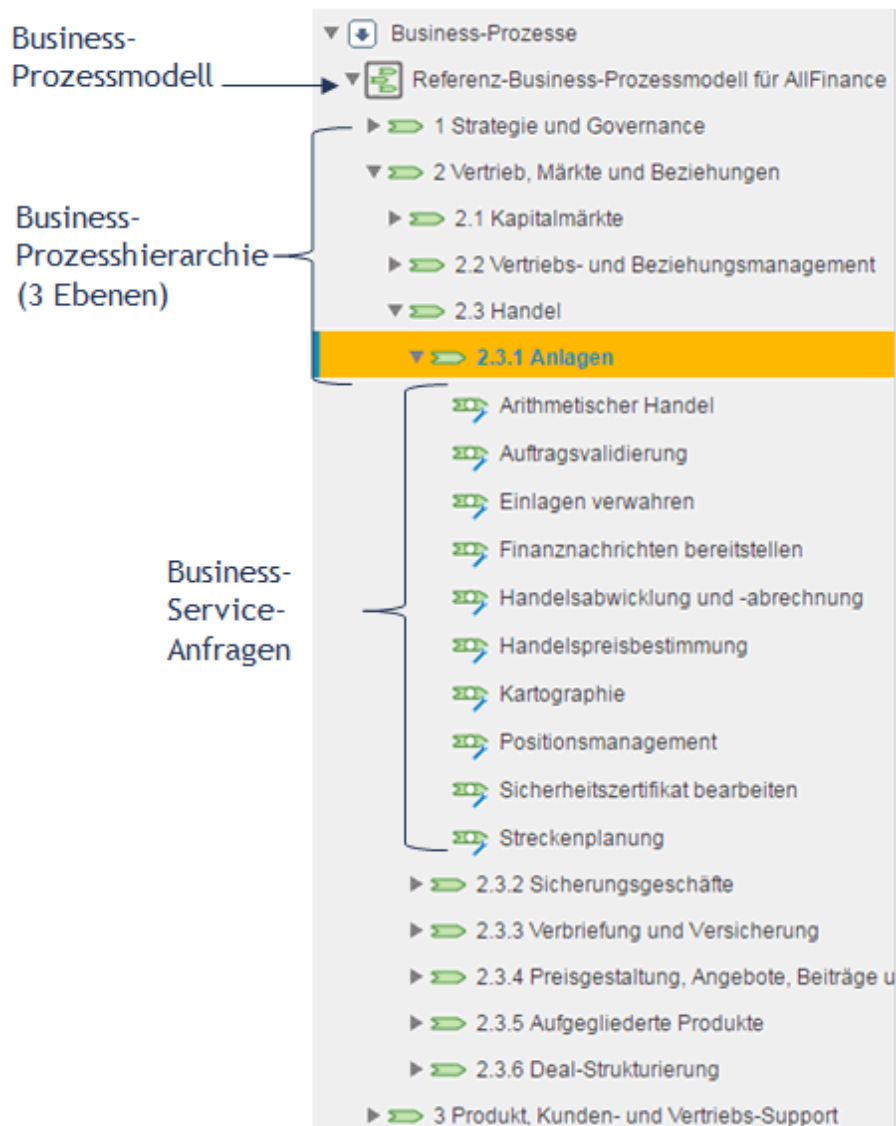 Business-
Prozessmodell
Business-
Prozesshierarchie
(3 Ebenen)
Business-
Service-
Anfragen
Business-Prozesse
Referenz-Business-Prozessmodell für AllFinance
1 Strategie und Governance
2 Vertrieb, Märkte und Beziehungen
2.1 Kapitalmärkte
2.2 Vertriebs- und Beziehungsmanagement
2.3 Handel
2.3.1 Anlagen
Arithmetischer Handel
Auftragsvalidierung
Einlagen verwahren
Finanznachrichten bereitstellen
Handelsabwicklung und -abrechnung
Handelspreisbestimmung
Kartographie
Positionsmanagement
Sicherheitszertifikat bearbeiten
Streckenplanung
2.3.2 Sicherungsgeschäfte
2.3.3 Verbriefung und Versicherung
2.3.4 Preisgestaltung, Angebote, Beiträge u
2.3.5 Aufgegliederte Produkte
2.3.6 Deal-Strukturierung
3 Produkt, Kunden- und Vertriebs-Support